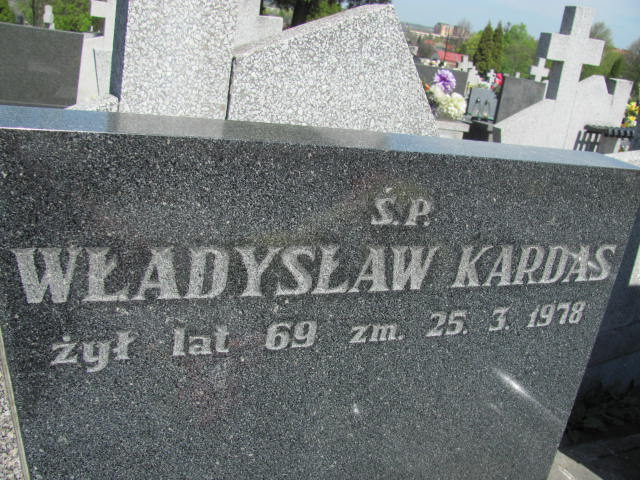 Ś.P.
WŁADYSŁAW KARDAS
żył lat 69 zm. 25. 3. 1978